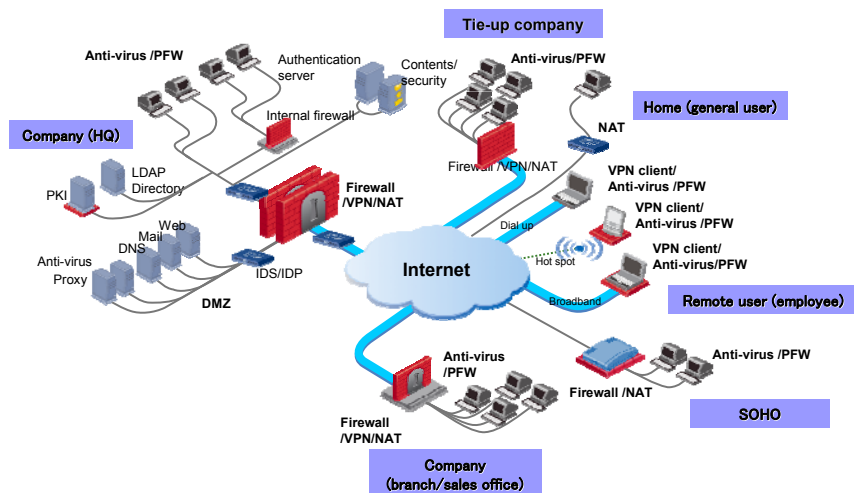 Tie-up company
Anti-virus /PFW
Authentication
server
Contents/
security
Anti-virus/PFW
Home (general user)
Internal firewall
NAT
Company (HQ)
LDAP
Directory
PKI
Firewall
/VPN/NAT
Firewall /VPN/NAT
VPN client/
Anti-virus /PFW
VPN client/
Anti-virus /PFW
VPN client/
Anti-virus/PFW
Dial up
Hot spot
Broadband
Internet
Web
Mail
DNS
Anti-virus
Proxy
IDS/IDP
DMZ
Remote user (employee)
Anti-virus
/PFW
Firewall
/VPN/NAT
Anti-virus /PFW
Firewall /NAT
SOHO
Company
(branch/sales office)